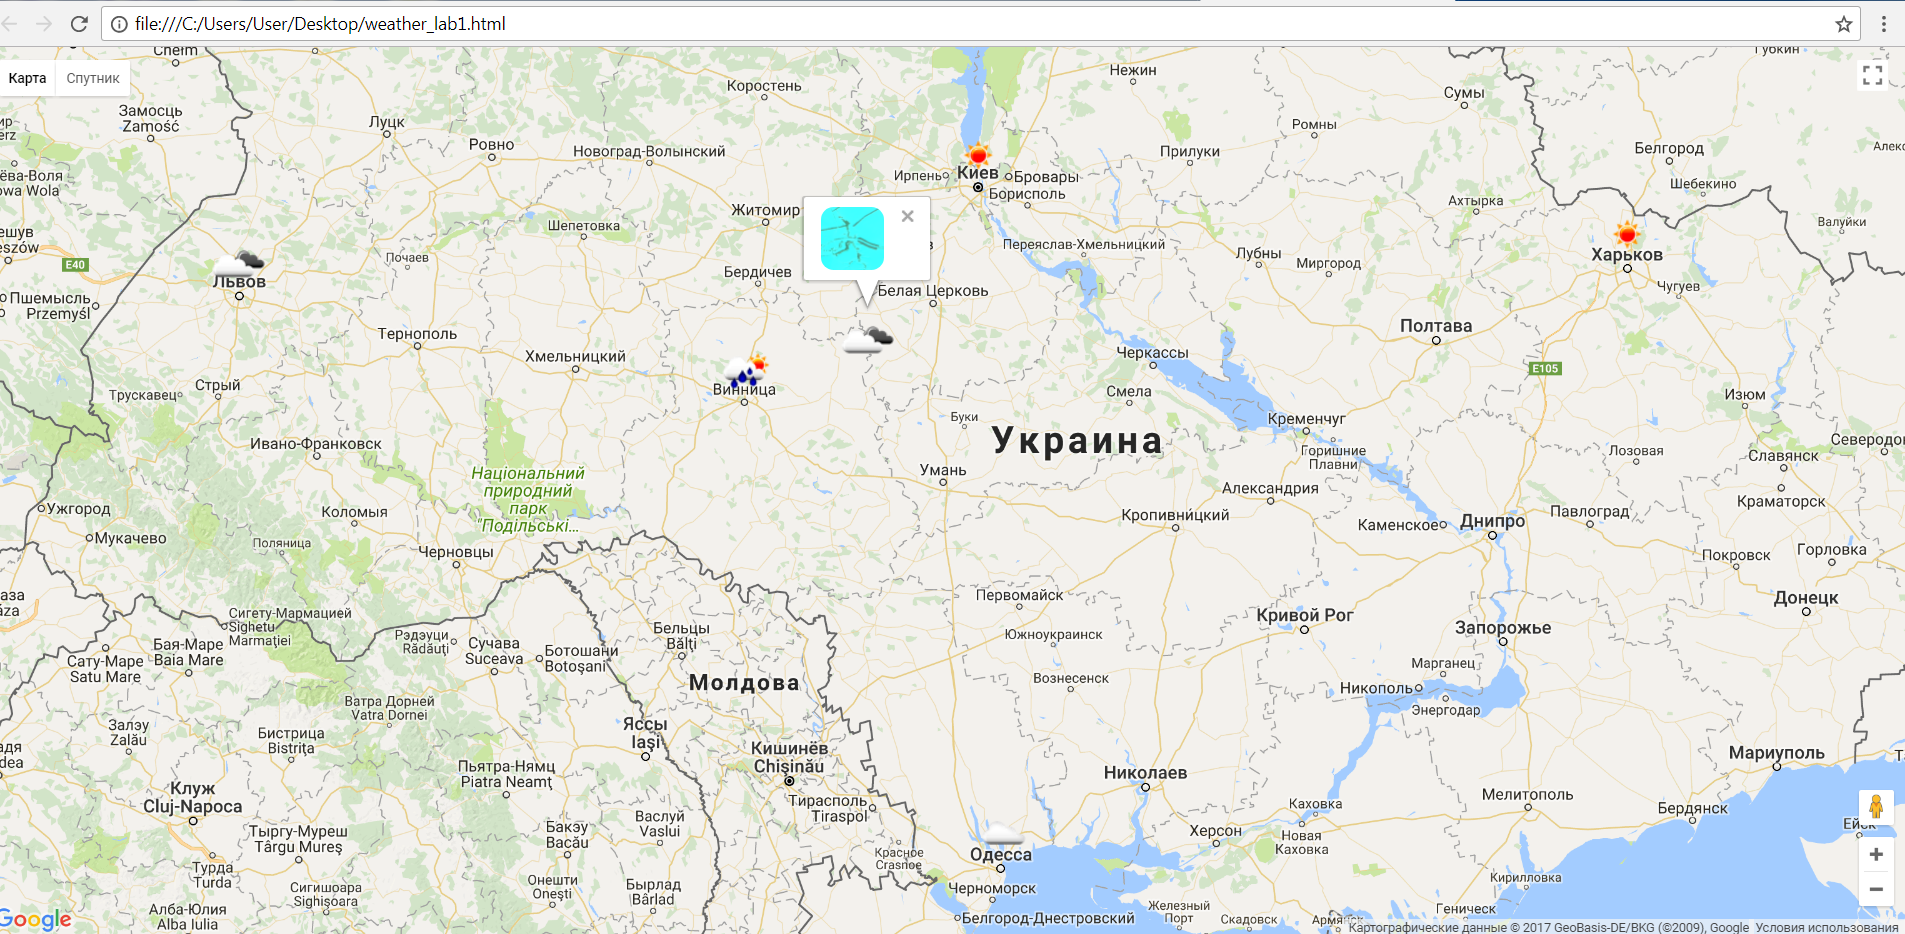 file:///C:/Users/User/Desktop/weather_lab1.html
Chełm
Губкин
Карта
Спутник
Нежин
Коростень
Сумы
Замосць
Zamość
Луцк
Ромны
Ровно
Новоград-Волынский
Прилуки
Белгород
Киев
Ирпень
Бровары
Борисполь
Шебекино
Житомир
Ахтырка
Шепетовка
Валуйки
Переяслав-Хмельницкий
Лубны
Харьков
E40
Почаев
Бердичев
Миргород
Львов
Чугуев
Пшемысль
Przemyśl
Белая Церковь
Тернополь
Полтава
Хмельницкий
Черкассы
E105
Стрый
Винница
Трускавец
Смела
Изюм
Буки
Кременчуг
Украина
Ивано-Франковск
Горишние
Плавни
Лозовая
Славянск
Умань
Національний
природний
парк
"Подільські...
Александрия
Краматорск
Ужгород
Коломыя
Кропивницкий
Каменское
Днипро
Павлоград
Мукачево
Поляница
Черновцы
Покровск
Горловка
Первомайск
Донецк
Сигету-Мармацией
Sighetu
Marmației
Кривой Рог
Рэдэуци
Rădăuți
Сучава
Suceava
Бельцы
Bălți
Южноукраинск
Запорожье
Бая-Маре
Baia Mare
Ботошани
Botoșani
Сату-Маре
Satu Mare
Марганец
Молдова
Вознесенск
Никополь
Энергодар
Ватра Дорней
Vatra Dornei
Залэу
Zalău
Бистрица
Bistrița
Яссы
Iași
Кишинёв
Chișinău
Мариуполь
Пьятра-Нямц
Piatra Neamț
Николаев
Клуж
Cluj-Napoca
Тирасполь
Tiraspol
Каховка
Мелитополь
Бердянск
Васлуй
Vaslui
Бакэу
Bacău
Тыргу-Муреш
Târgu Mureș
Херсон
Новая
Каховка
Одесса
Красное
Crasnoe
Турда
Turda
Сигишоара
Sighișoara
Онешти
Onești
Бырлад
Bârlad
Черноморск
Кирилловка
Алба-Юлия
Alba Iulia
Белгород-Днестровский
Железный
Порт
Скадовск
Геническ
Google
Картографические данные © 2017 GeoBasis-DE/BKG (©2009), Google
Условия использования